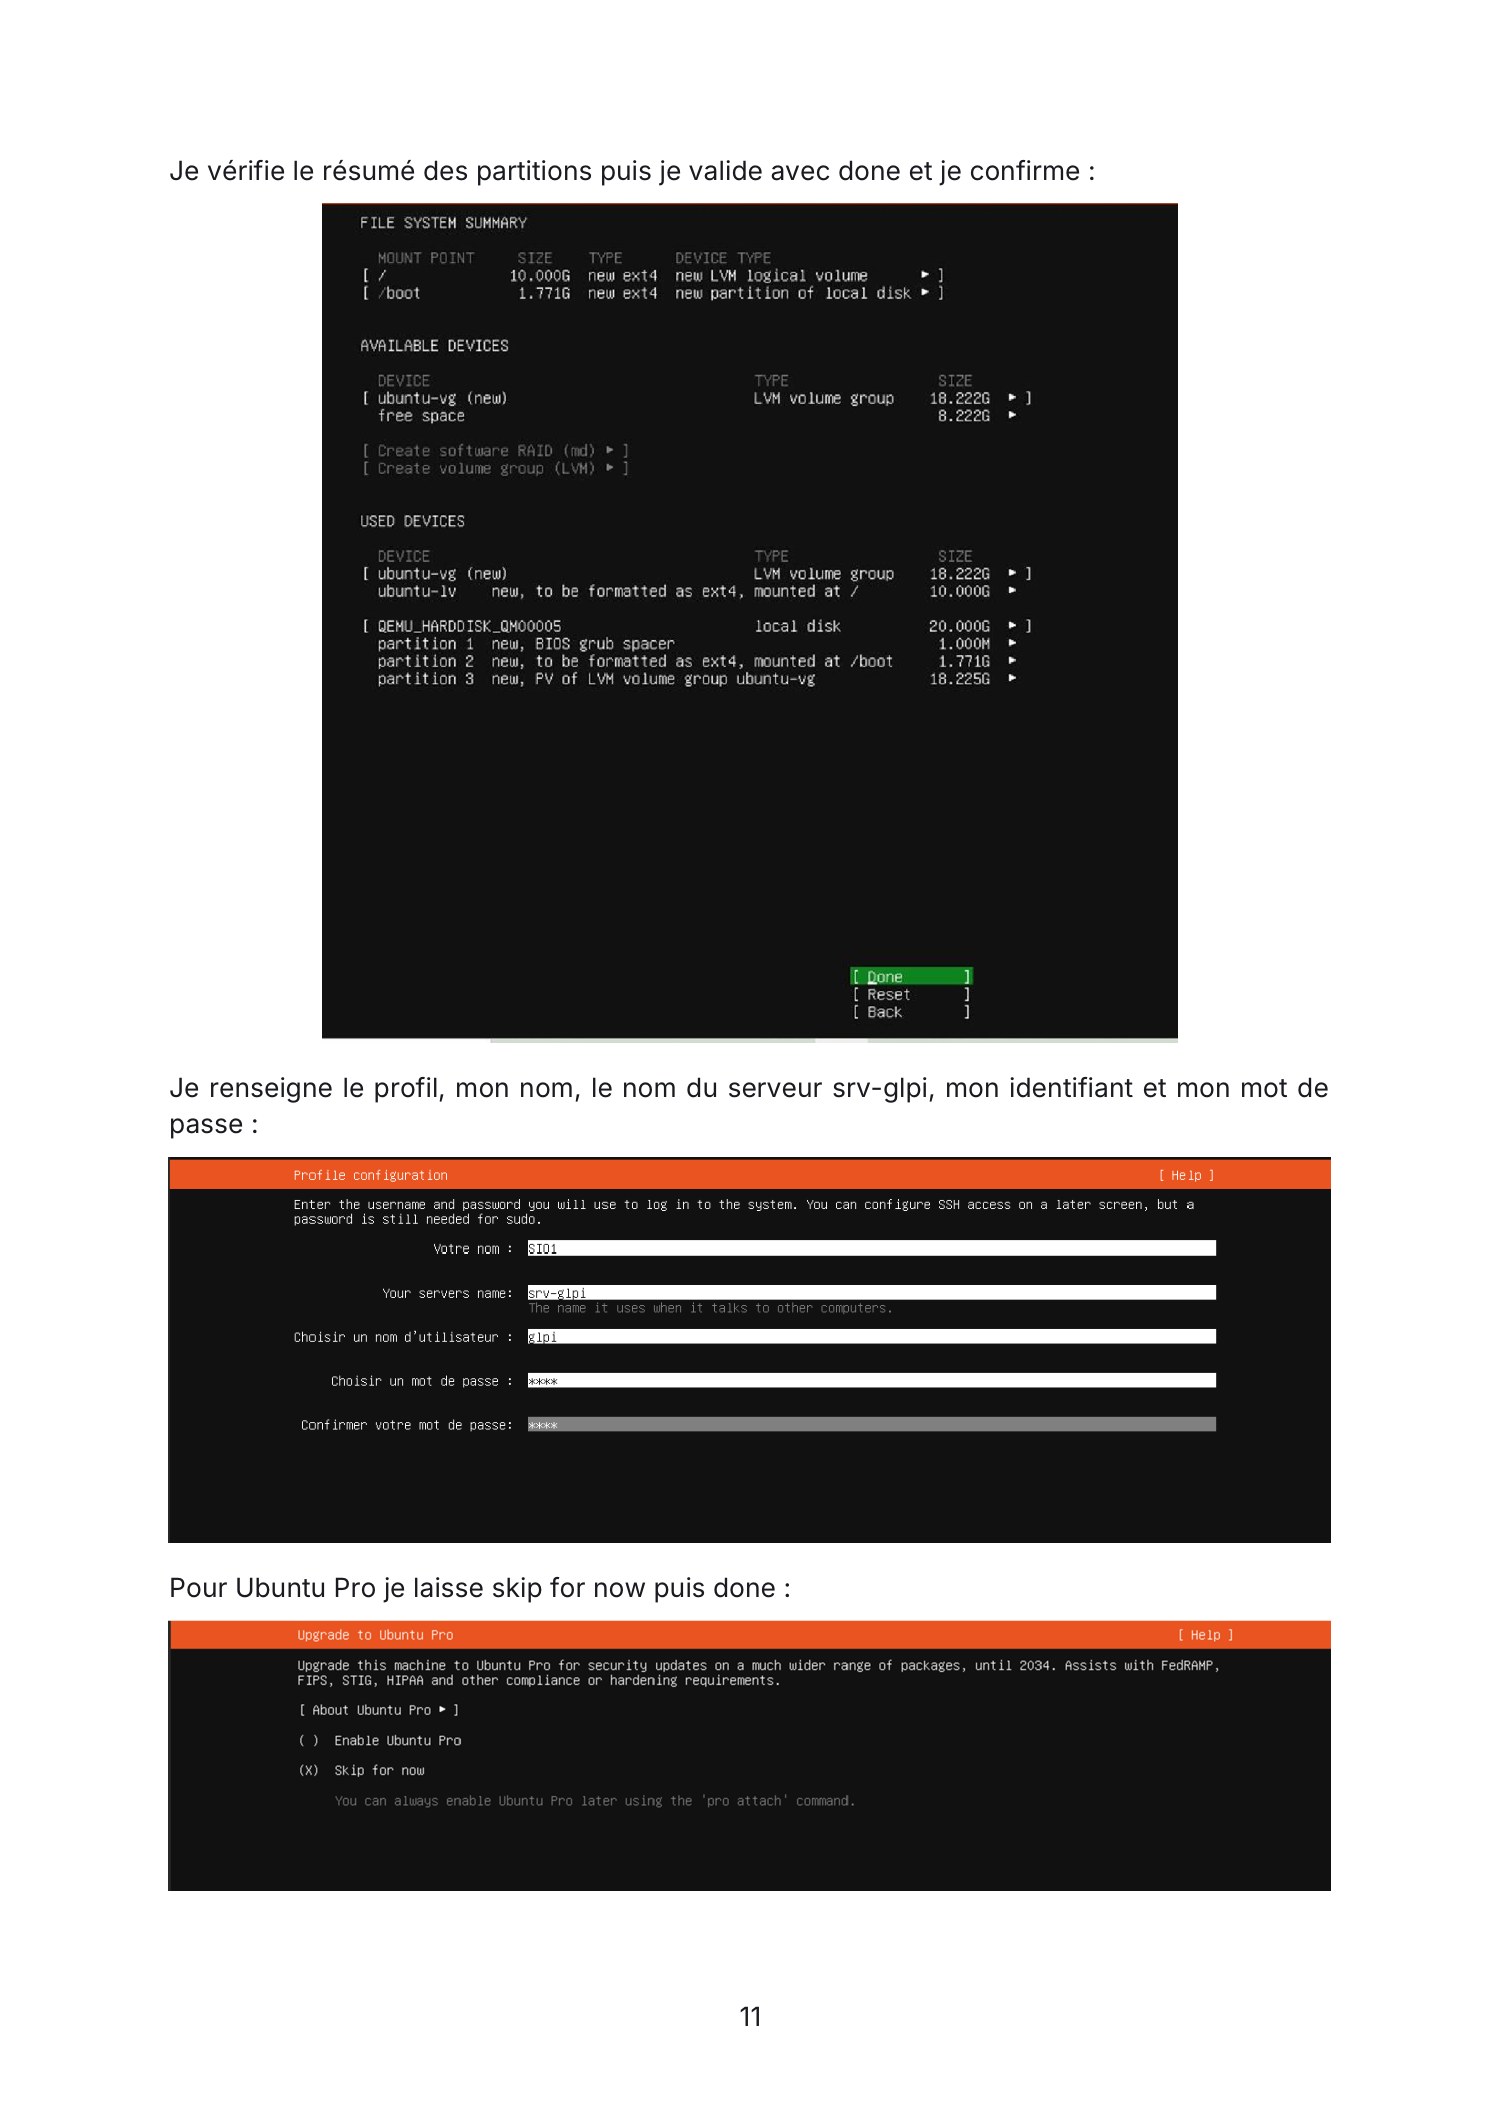 Je vérifie le résumé des partitions puis je valide avec done et je confirme :
FILE SYSTEM SUMMARY
MOUNT POINT SIZE TYPE DEVICE TYPE
[ / 10.000G new ext4 new LVM logical volume ▸ ]
[ /boot 1.771G new ext4 new partition of local disk ▸ ]
AVAILABLE DEVICES
DEVICE TYPE SIZE
[ ubuntu-vg (new) LVM volume group 18.222G ▸ ]
free space 8.222G ▸
[ Create software RAID (md) ▸ ]
[ Create volume group (LVM) ▸ ]
USED DEVICES
DEVICE TYPE SIZE
[ ubuntu-vg (new) LVM volume group 18.222G ▸ ]
ubuntu-lv new, to be formatted as ext4, mounted at / 10.000G ▸
[ QEMU_HARDDISK_QM00005 local disk 20.000G ▸ ]
partition 1 new, BIOS grub spacer 1.000M ▸
partition 2 new, to be formatted as ext4, mounted at /boot 1.771G ▸
partition 3 new, PV of LVM volume group ubuntu-vg 18.225G ▸
[ Done ]
[ Reset ]
[ Back ]
Je renseigne le profil, mon nom, le nom du serveur srv-glpi, mon identifiant et mon mot de
passe :
Profile configuration [ Help ]
Enter the username and password you will use to log in to the system. You can configure SSH access on a later screen, but a
password is still needed for sudo.
Votre nom : SIO1
Your servers name: srv-glpi
The name it uses when it talks to other computers.
Choisir un nom d'utilisateur : glpi
Choisir un mot de passe : ****
Confirmer votre mot de passe: ****
Pour Ubuntu Pro je laisse skip for now puis done :
Upgrade to Ubuntu Pro [ Help ]
Upgrade this machine to Ubuntu Pro for security updates on a much wider range of packages, until 2034. Assists with FedRAMP,
FIPS, STIG, HIPAA and other compliance or hardening requirements.
[ About Ubuntu Pro ▸ ]
( ) Enable Ubuntu Pro
(X) Skip for now
You can always enable Ubuntu Pro later using the 'pro attach' command.
11